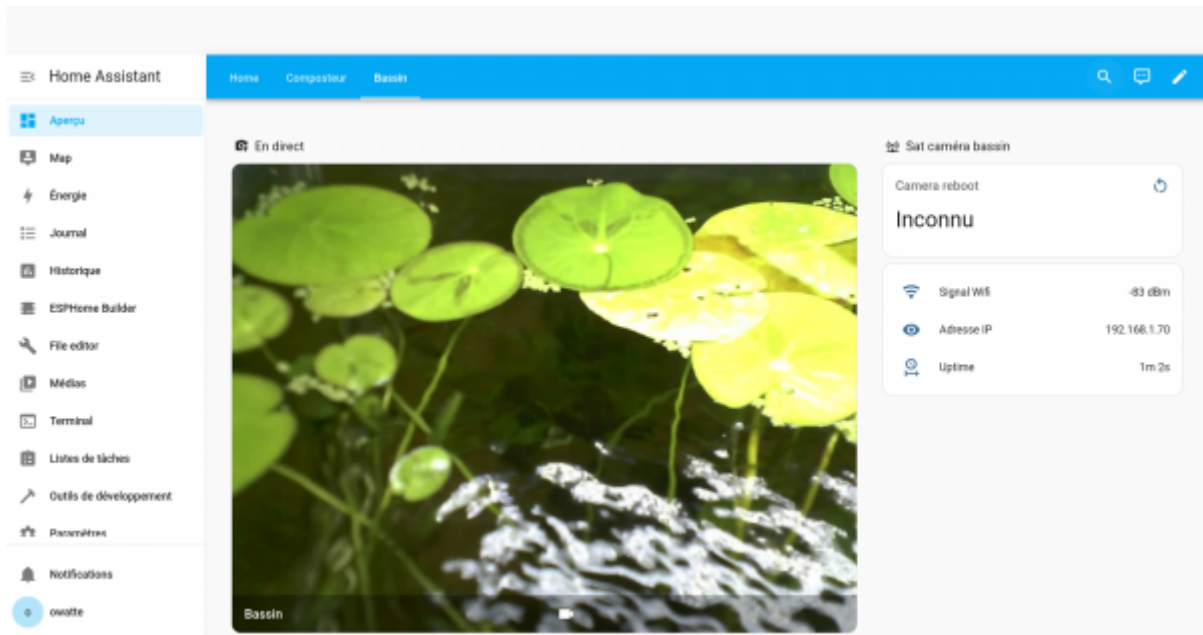 Home Assistant
Home Composteur Bassin
Aperçu
Map
Énergie
Journal
Historique
ESPHome Builder
File editor
Médias
Terminal
Listes de tâches
Outils de développement
Paramètres
Notifications
owatte
En direct
Bassin
Sat caméra bassin
Camera reboot
Inconnu
Signal Wifi -83 dBm
Adresse IP 192.168.1.70
Uptime 1m 2s